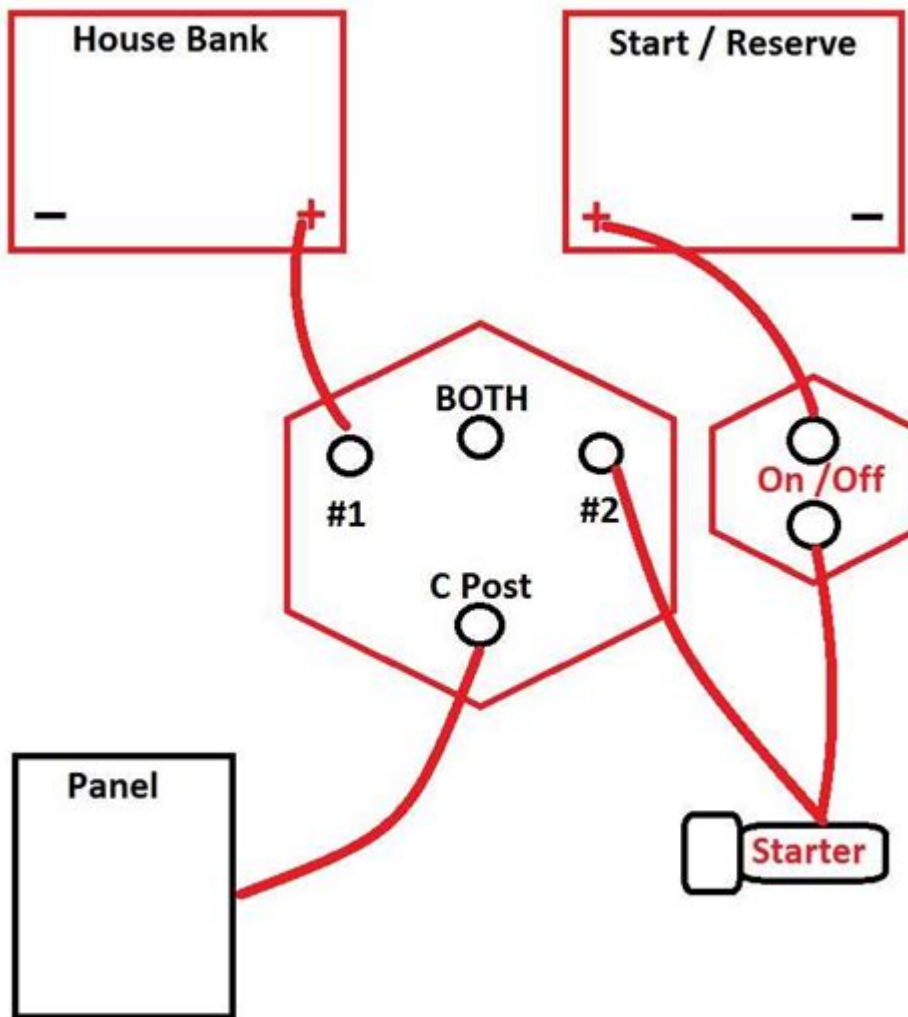 House Bank
Start / Reserve
− +
+ −
BOTH
On /Off
#1
#2
C Post
Panel
Starter